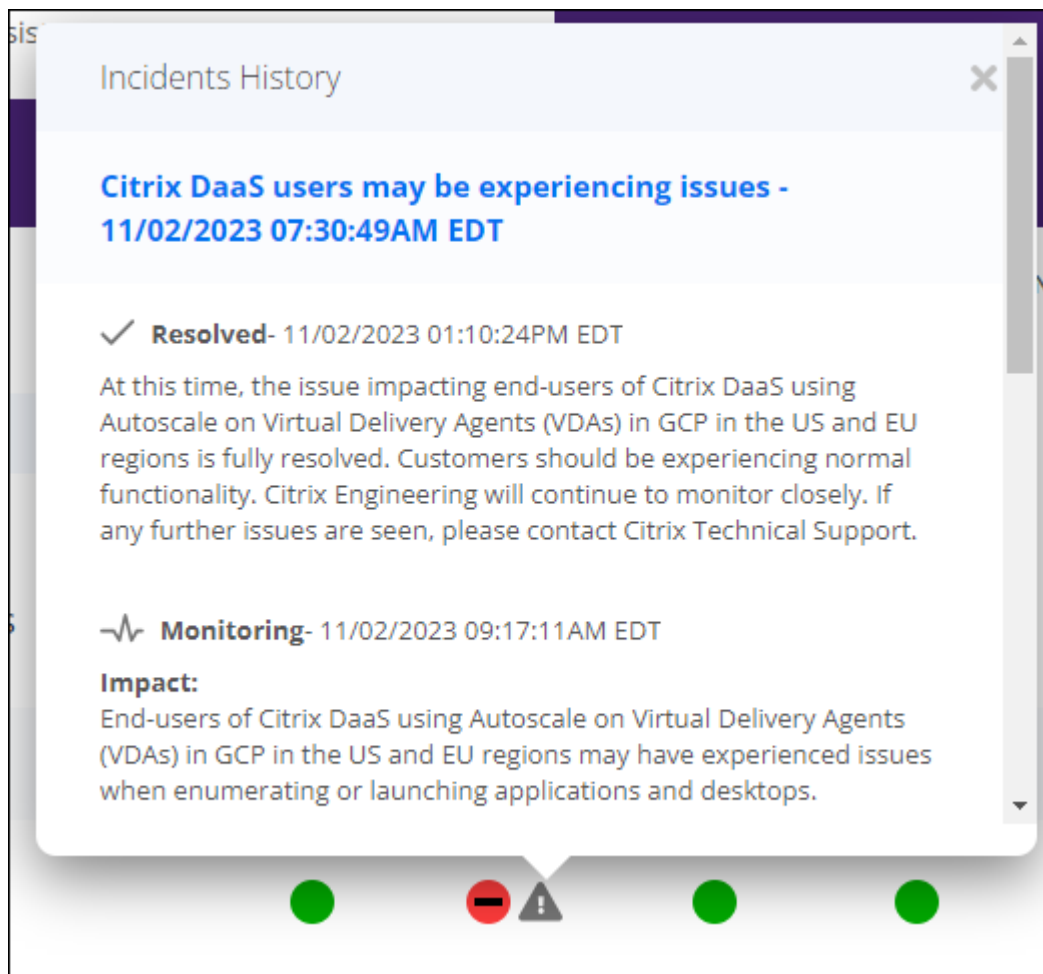 sis
Incidents History
Citrix DaaS users may be experiencing issues -
11/02/2023 07:30:49AM EDT
Resolved- 11/02/2023 01:10:24PM EDT
At this time, the issue impacting end-users of Citrix DaaS using
Autoscale on Virtual Delivery Agents (VDAs) in GCP in the US and EU
regions is fully resolved. Customers should be experiencing normal
functionality. Citrix Engineering will continue to monitor closely. If
any further issues are seen, please contact Citrix Technical Support.
Monitoring- 11/02/2023 09:17:11AM EDT
Impact:
End-users of Citrix DaaS using Autoscale on Virtual Delivery Agents
(VDAs) in GCP in the US and EU regions may have experienced issues
when enumerating or launching applications and desktops.